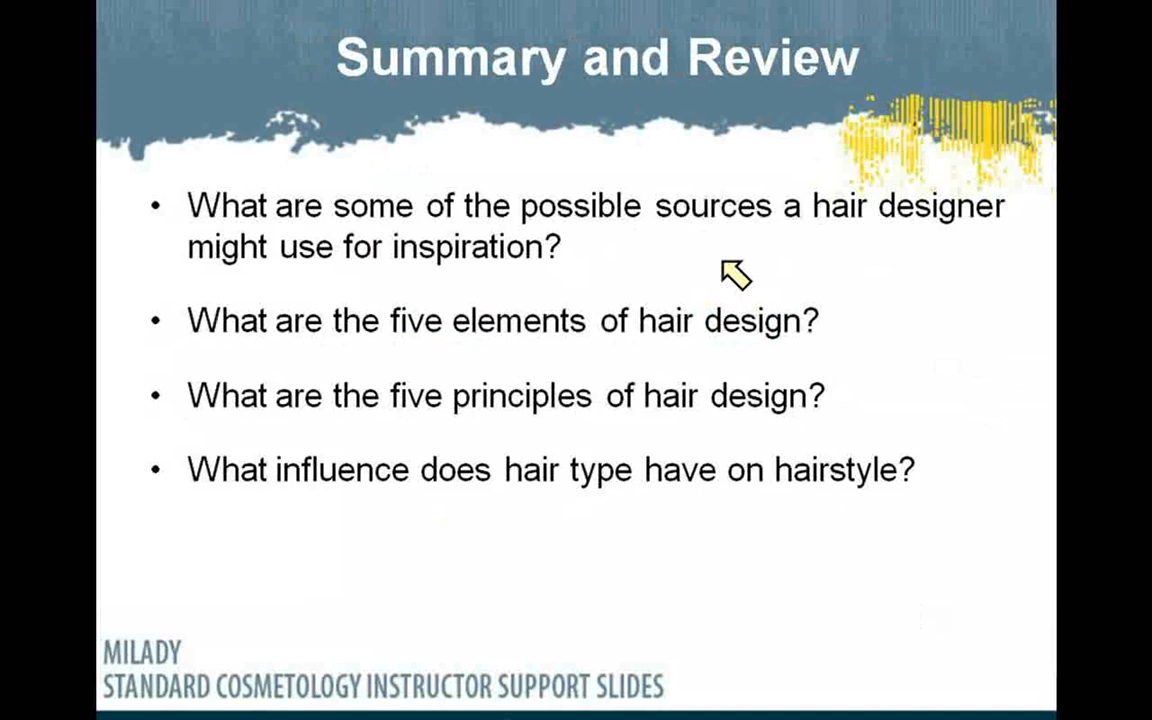 Summary and Review
• What are some of the possible sources a hair designer
might use for inspiration?
• What are the five elements of hair design?
• What are the five principles of hair design?
• What influence does hair type have on hairstyle?
MILADY
STANDARD COSMETOLOGY INSTRUCTOR SUPPORT SLIDES